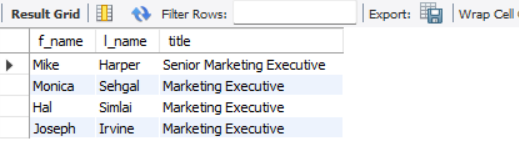 Result Grid Filter Rows: Export: Wrap Cell
f_name l_name title
Mike Harper Senior Marketing Executive
Monica Sehgal Marketing Executive
Hal Simlai Marketing Executive
Joseph Irvine Marketing Executive